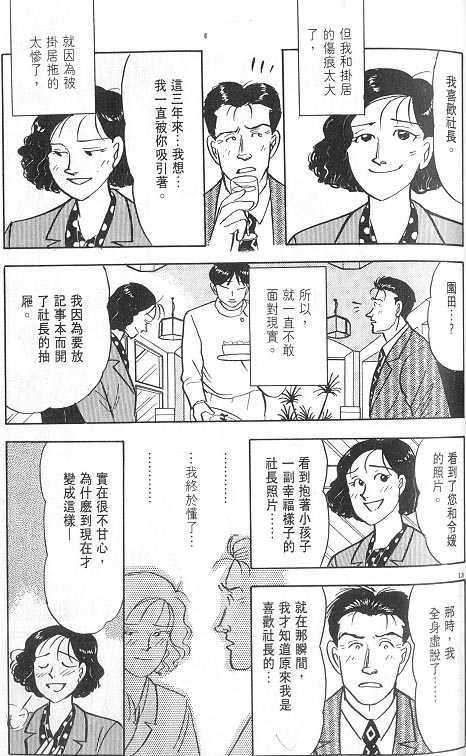 我喜歡社長。
但我和掛居
的傷痕太大
了，
這三年來…我想…
我一直被你吸引著。
就因為被
掛居拖的
太慘了，
園田…?
所以，
就一直不敢
面對現實。
我因為要放
記事本而開
了社長的抽
屜。
看到了您和令嬡
的照片。
看到抱著小孩子
一副幸福樣子的
社長照片……
13
那時，我
全身虛脫了…
就在那瞬間，
我才知道原來我是
喜歡社長的…
………
…我終於懂了…
………
實在很不甘心，
為什麼到現在才
變成這樣—